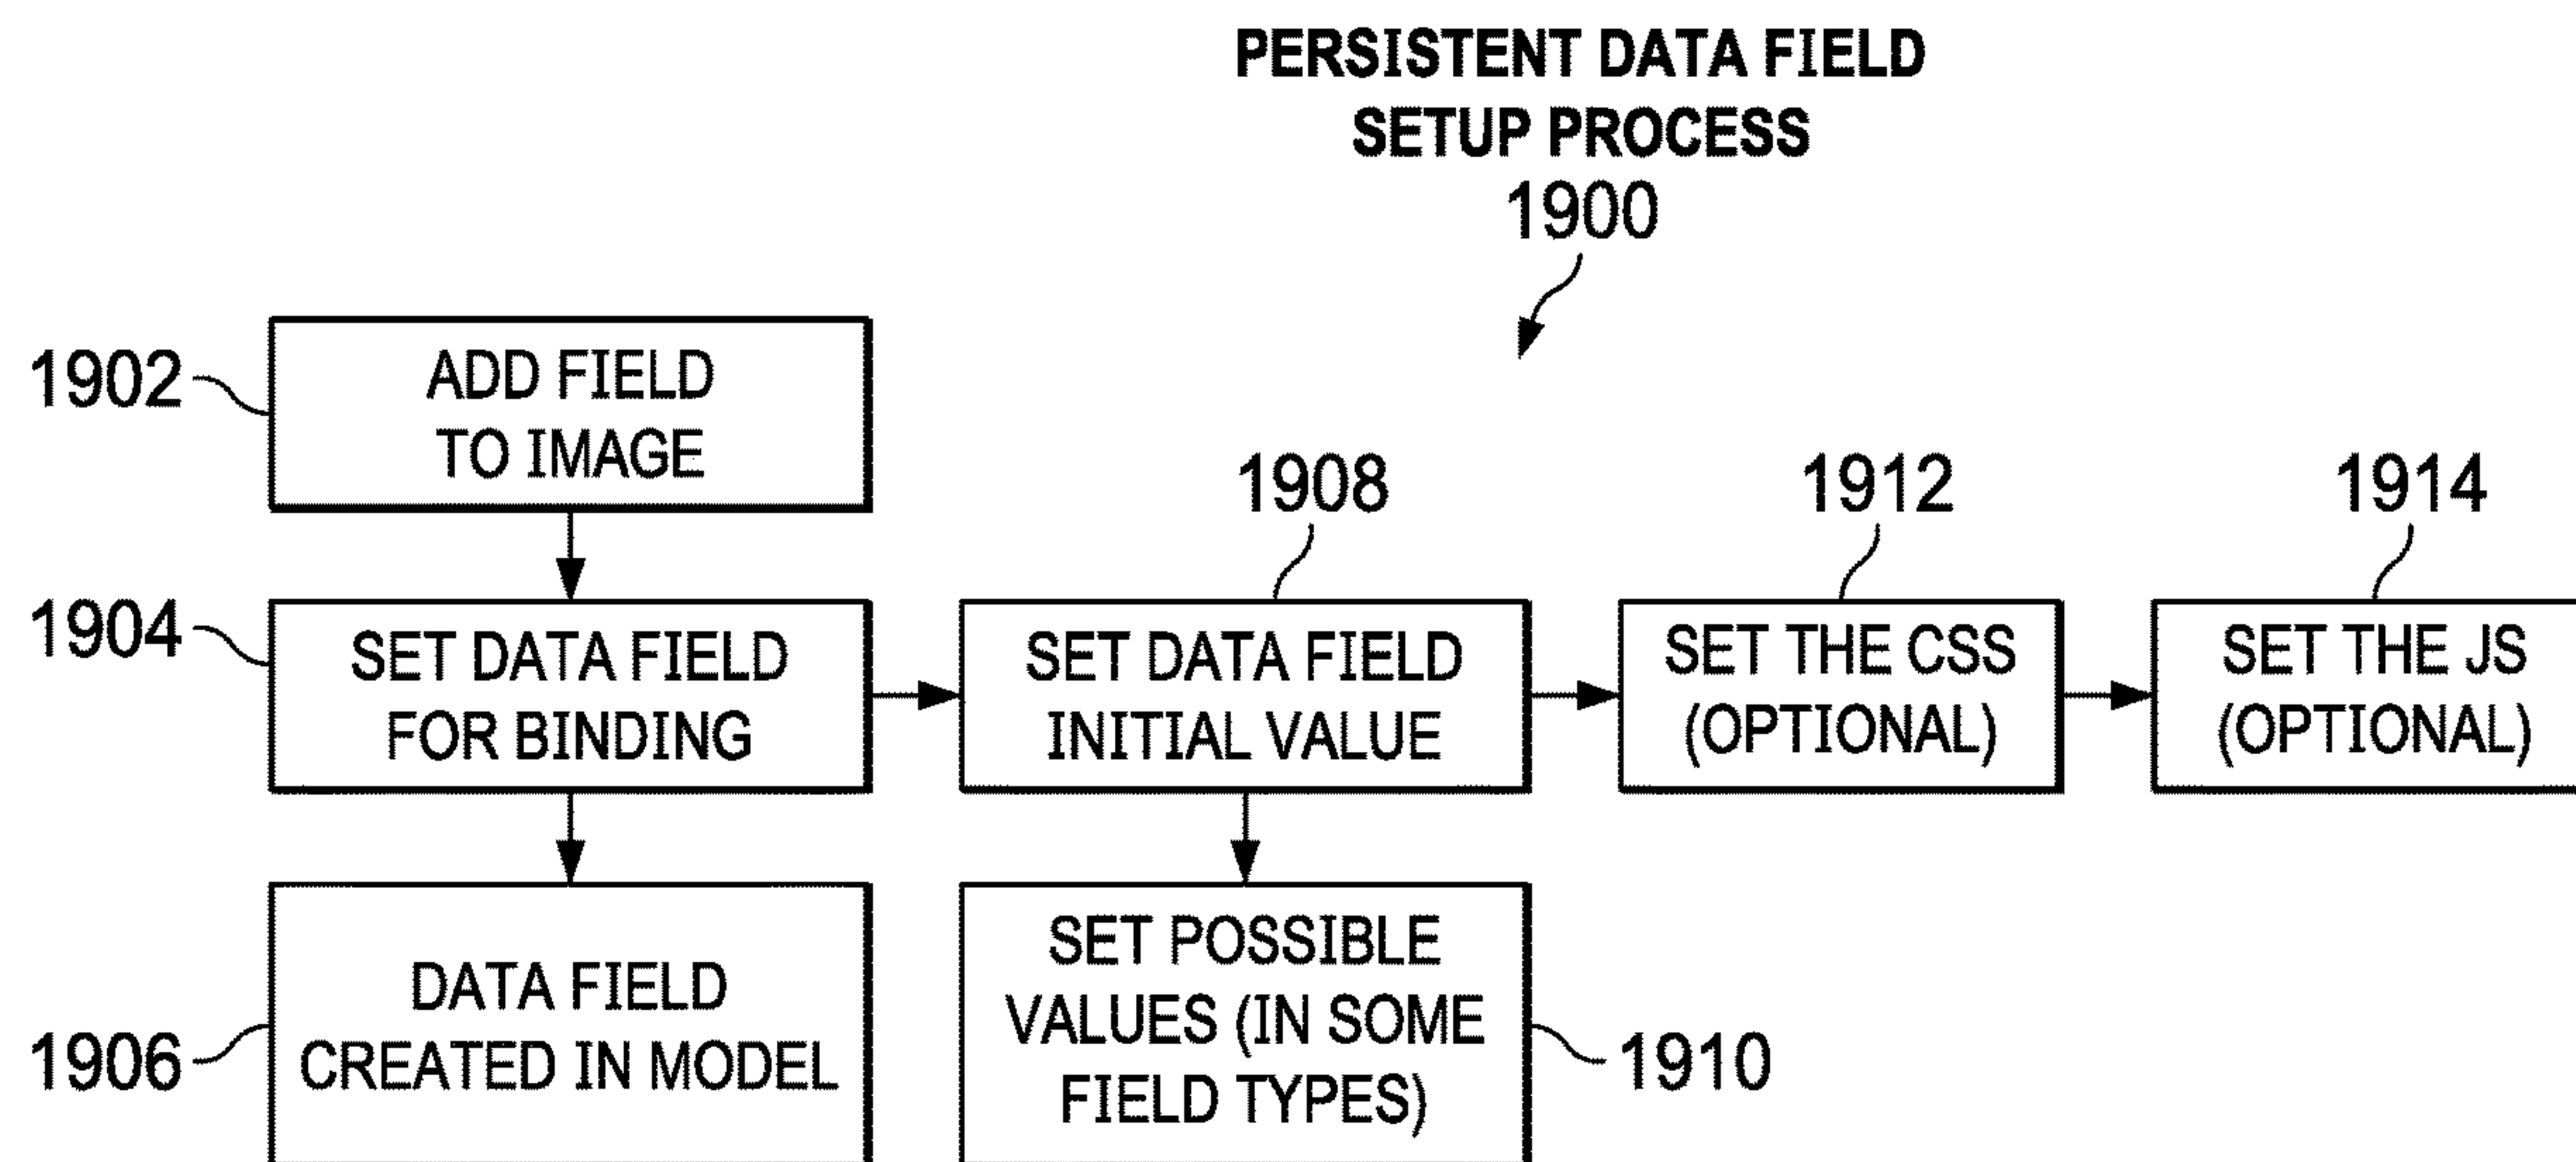 PERSISTENT DATA FIELD
SETUP PROCESS
1900
1902
ADD FIELD
TO IMAGE
1908
1912
1914
1904
SET DATA FIELD
FOR BINDING
SET DATA FIELD
INITIAL VALUE
SET THE CSS
(OPTIONAL)
SET THE JS
(OPTIONAL)
1906
DATA FIELD
CREATED IN MODEL
SET POSSIBLE
VALUES (IN SOME
FIELD TYPES)
1910